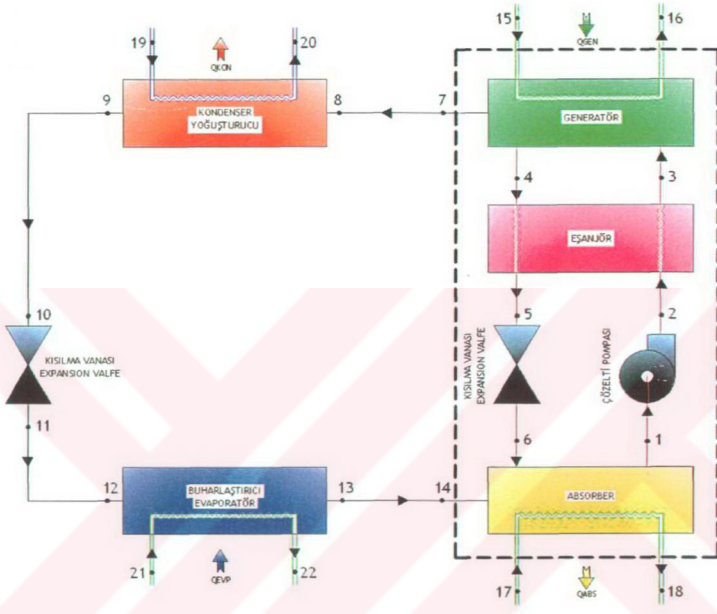 15
16
19
20
QKON
QGEN
9
KONDENSER
YOĞUŞTURUCU
8
7
GENERATÖR
4
3
EŞANJÖR
10
5
2
KISILMA VANASI
EXPANSION VALFE
KISILMA VANASI
EXPANSION VALFE
ÇÖZELTİ POMPASI
11
6
1
12
BUHARLAŞTIRICI
EVAPORATÖR
13
14
ABSORBER
21
QEVP
22
17
QABS
18